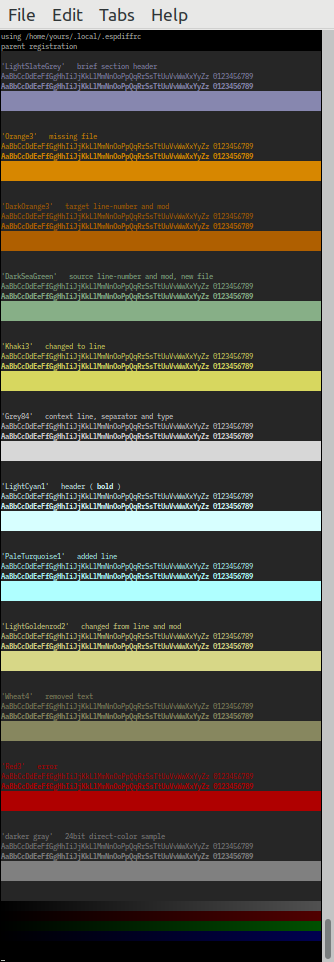 File Edit Tabs Help
using /home/yours/.local/.espdiffrc
parent registration
'LightSlateGrey' brief section header
AaBbCcDdEeFfGgHhIiJjKkLlMmNnOoPpQqRrSsTtUuVvWwXxYyZz 0123456789
AaBbCcDdEeFfGgHhIiJjKkLlMmNnOoPpQqRrSsTtUuVvWwXxYyZz 0123456789
'Orange3' missing file
AaBbCcDdEeFfGgHhIiJjKkLlMmNnOoPpQqRrSsTtUuVvWwXxYyZz 0123456789
AaBbCcDdEeFfGgHhIiJjKkLlMmNnOoPpQqRrSsTtUuVvWwXxYyZz 0123456789
'DarkOrange3' target line-number and mod
AaBbCcDdEeFfGgHhIiJjKkLlMmNnOoPpQqRrSsTtUuVvWwXxYyZz 0123456789
AaBbCcDdEeFfGgHhIiJjKkLlMmNnOoPpQqRrSsTtUuVvWwXxYyZz 0123456789
'DarkSeaGreen' source line-number and mod, new file
AaBbCcDdEeFfGgHhIiJjKkLlMmNnOoPpQqRrSsTtUuVvWwXxYyZz 0123456789
AaBbCcDdEeFfGgHhIiJjKkLlMmNnOoPpQqRrSsTtUuVvWwXxYyZz 0123456789
'Khaki3' changed to line
AaBbCcDdEeFfGgHhIiJjKkLlMmNnOoPpQqRrSsTtUuVvWwXxYyZz 0123456789
AaBbCcDdEeFfGgHhIiJjKkLlMmNnOoPpQqRrSsTtUuVvWwXxYyZz 0123456789
'Grey84' context line, separator and type
AaBbCcDdEeFfGgHhIiJjKkLlMmNnOoPpQqRrSsTtUuVvWwXxYyZz 0123456789
AaBbCcDdEeFfGgHhIiJjKkLlMmNnOoPpQqRrSsTtUuVvWwXxYyZz 0123456789
'LightCyan1' header ( bold )
AaBbCcDdEeFfGgHhIiJjKkLlMmNnOoPpQqRrSsTtUuVvWwXxYyZz 0123456789
AaBbCcDdEeFfGgHhIiJjKkLlMmNnOoPpQqRrSsTtUuVvWwXxYyZz 0123456789
'PaleTurquoise1' added line
AaBbCcDdEeFfGgHhIiJjKkLlMmNnOoPpQqRrSsTtUuVvWwXxYyZz 0123456789
AaBbCcDdEeFfGgHhIiJjKkLlMmNnOoPpQqRrSsTtUuVvWwXxYyZz 0123456789
'LightGoldenrod2' changed from line and mod
AaBbCcDdEeFfGgHhIiJjKkLlMmNnOoPpQqRrSsTtUuVvWwXxYyZz 0123456789
AaBbCcDdEeFfGgHhIiJjKkLlMmNnOoPpQqRrSsTtUuVvWwXxYyZz 0123456789
'Wheat4' removed text
AaBbCcDdEeFfGgHhIiJjKkLlMmNnOoPpQqRrSsTtUuVvWwXxYyZz 0123456789
AaBbCcDdEeFfGgHhIiJjKkLlMmNnOoPpQqRrSsTtUuVvWwXxYyZz 0123456789
'Red3' error
AaBbCcDdEeFfGgHhIiJjKkLlMmNnOoPpQqRrSsTtUuVvWwXxYyZz 0123456789
AaBbCcDdEeFfGgHhIiJjKkLlMmNnOoPpQqRrSsTtUuVvWwXxYyZz 0123456789
'darker gray' 24bit direct-color sample
AaBbCcDdEeFfGgHhIiJjKkLlMmNnOoPpQqRrSsTtUuVvWwXxYyZz 0123456789
AaBbCcDdEeFfGgHhIiJjKkLlMmNnOoPpQqRrSsTtUuVvWwXxYyZz 0123456789